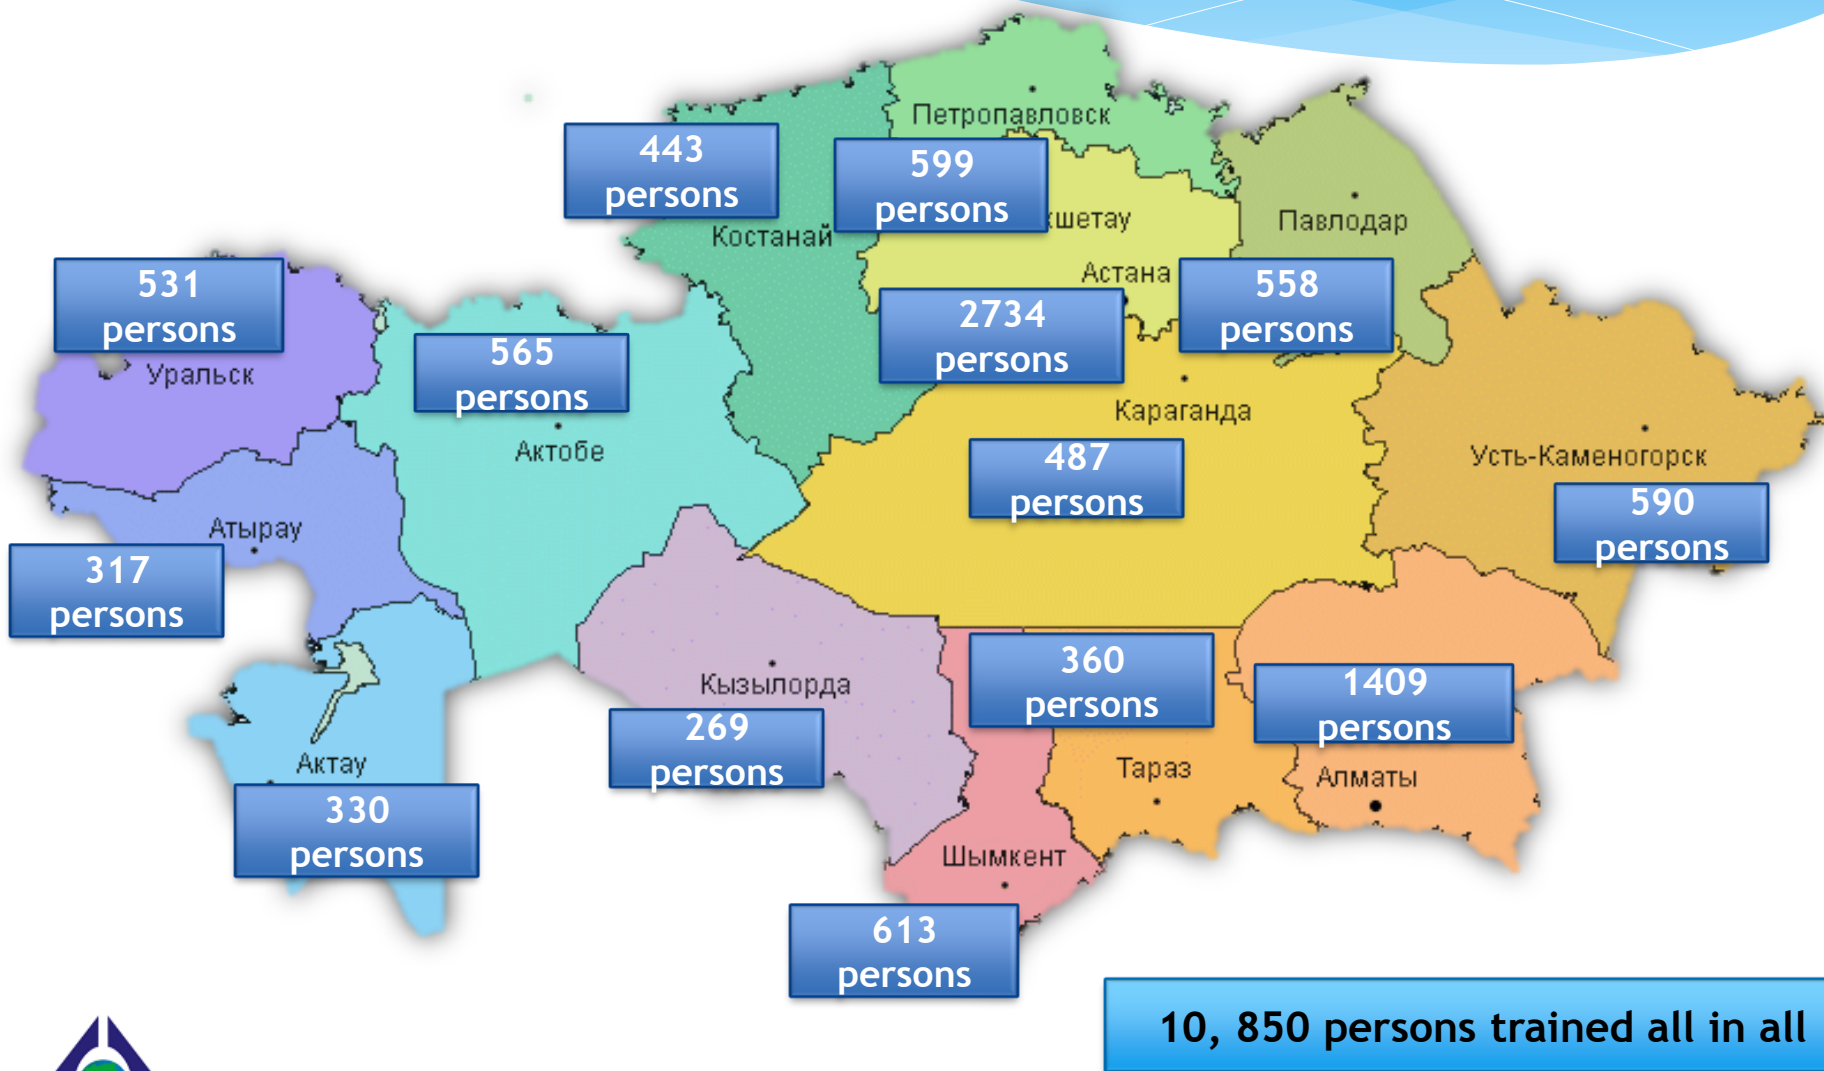 Петропавловск
443
persons
599
persons
кшетау
Павлодар
Костанай
Астана
531
persons
558
persons
2734
persons
565
persons
Уральск
Караганда
Актобе
487
persons
Усть-Каменогорск
590
persons
Атырау
317
persons
360
persons
1409
persons
Кызылорда
269
persons
Актау
Тараз
Алматы
330
persons
Шымкент
613
persons
10, 850 persons trained all in all